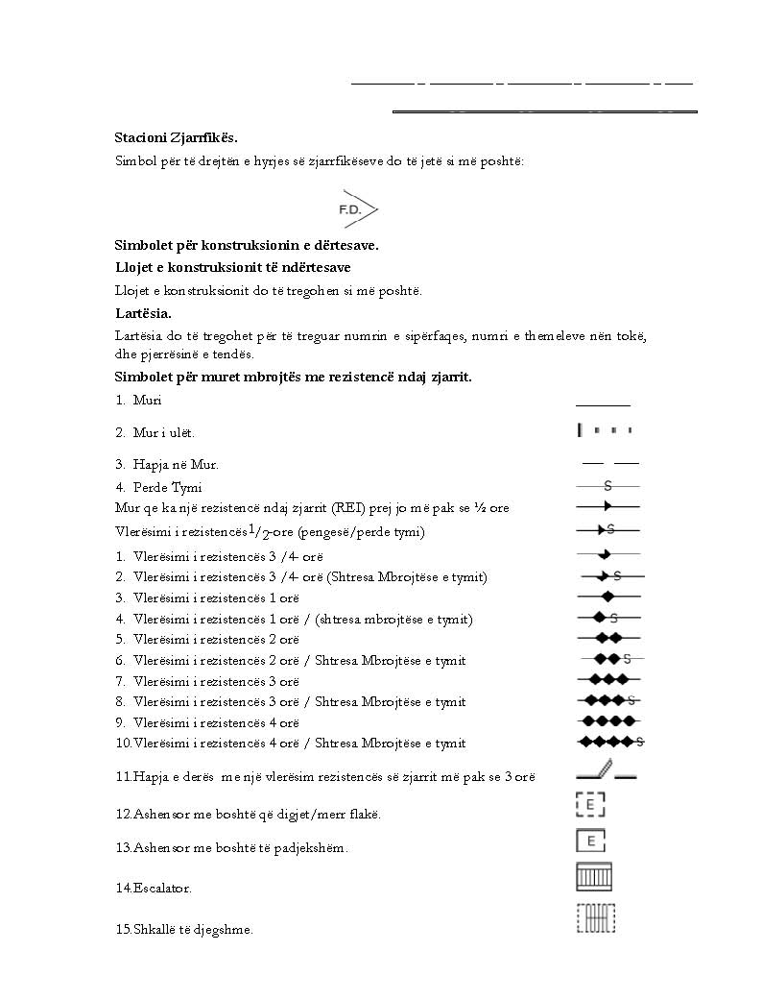 Stacioni Zjarrfikës.
Simbol për të drejtën e hyrjes së zjarrfikëseve do të jetë si më poshtë:
F.D.
Simbolet për konstruksionin e dërtesave.
Llojet e konstruksionit të ndërtesave
Llojet e konstruksionit do të tregohen si më poshtë.
Lartësia.
Lartësia do të tregohet për të treguar numrin e sipërfaqes, numri e themeleve nën tokë,
dhe pjerrësinë e tendës.
Simbolet për muret mbrojtës me rezistencë ndaj zjarrit.
1. Muri
2. Mur i ulët.
3. Hapja në Mur.
4. Perde Tymi S
Mur qe ka një rezistencë ndaj zjarrit (REI) prej jo më pak se ½ ore
Vlerësimi i rezistencës1/2-ore (pengesë/perde tymi) S
1. Vlerësimi i rezistencës 3 /4- orë
2. Vlerësimi i rezistencës 3 /4- orë (Shtresa Mbrojtëse e tymit) S
3. Vlerësimi i rezistencës 1 orë
4. Vlerësimi i rezistencës 1 orë / (shtresa mbrojtëse e tymit) S
5. Vlerësimi i rezistencës 2 orë
6. Vlerësimi i rezistencës 2 orë / Shtresa Mbrojtëse e tymit S
7. Vlerësimi i rezistencës 3 orë
8. Vlerësimi i rezistencës 3 orë / Shtresa Mbrojtëse e tymit S
9. Vlerësimi i rezistencës 4 orë
10.Vlerësimi i rezistencës 4 orë / Shtresa Mbrojtëse e tymit S
11.Hapja e derës me një vlerësim rezistencës së zjarrit më pak se 3 orë
12.Ashensor me boshtë që digjet/merr flakë. E
13.Ashensor me boshtë të padjekshëm. E
14.Escalator.
15.Shkallë të djegshme.